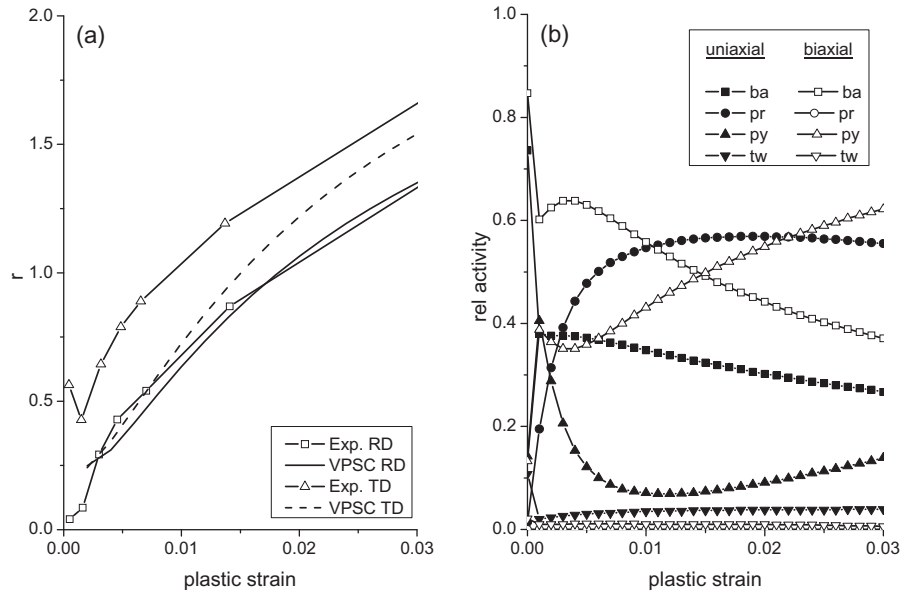 (a)
2.0
1.5
1.0
0.5
0.0
r
0.00 0.01 0.02 0.03
plastic strain
Exp. RD
VPSC RD
Exp. TD
VPSC TD
(b)
1.0
0.8
0.6
0.4
0.2
0.0
rel activity
0.00 0.01 0.02 0.03
plastic strain
uniaxial biaxial
ba ba
pr pr
py py
tw tw